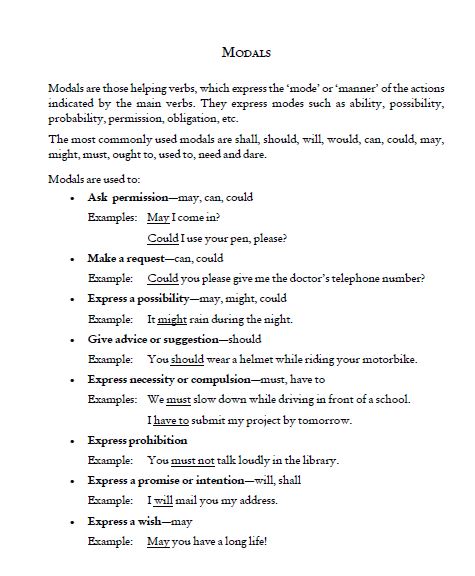 MODALS
Modals are those helping verbs, which express the ‘mode’ or ‘manner’ of the actions
indicated by the main verbs. They express modes such as ability, possibility,
probability, permission, obligation, etc.
The most commonly used modals are shall, should, will, would, can, could, may,
might, must, ought to, used to, need and dare.
Modals are used to:
• Ask permission—may, can, could
Examples: May I come in?
Could I use your pen, please?
• Make a request—can, could
Example: Could you please give me the doctor’s telephone number?
• Express a possibility—may, might, could
Example: It might rain during the night.
• Give advice or suggestion—should
Example: You should wear a helmet while riding your motorbike.
• Express necessity or compulsion—must, have to
Examples: We must slow down while driving in front of a school.
I have to submit my project by tomorrow.
• Express prohibition
Example: You must not talk loudly in the library.
• Express a promise or intention—will, shall
Example: I will mail you my address.
• Express a wish—may
Example: May you have a long life!